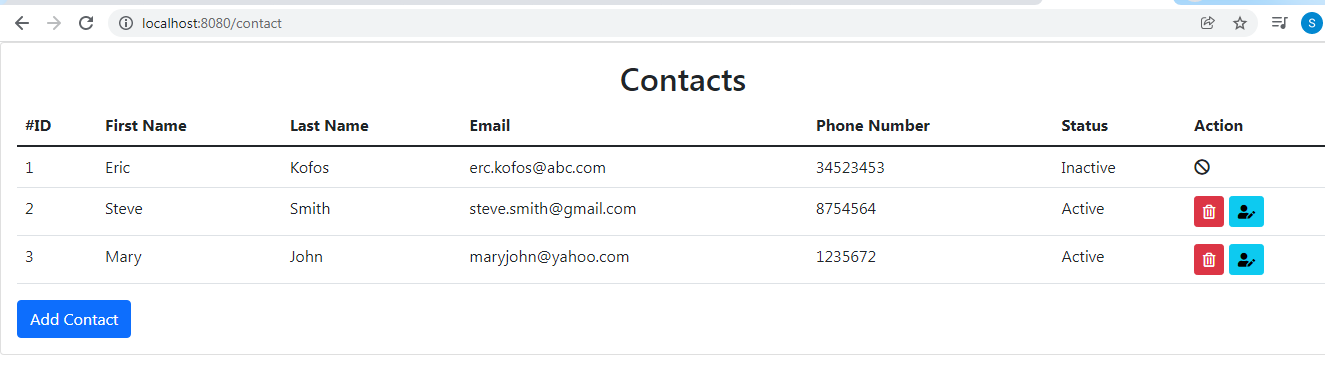 localhost:8080/contact
S
Contacts
#ID First Name Last Name Email Phone Number Status Action
1 Eric Kofos erc.kofos@abc.com 34523453 Inactive
2 Steve Smith steve.smith@gmail.com 8754564 Active
3 Mary John maryjohn@yahoo.com 1235672 Active
Add Contact